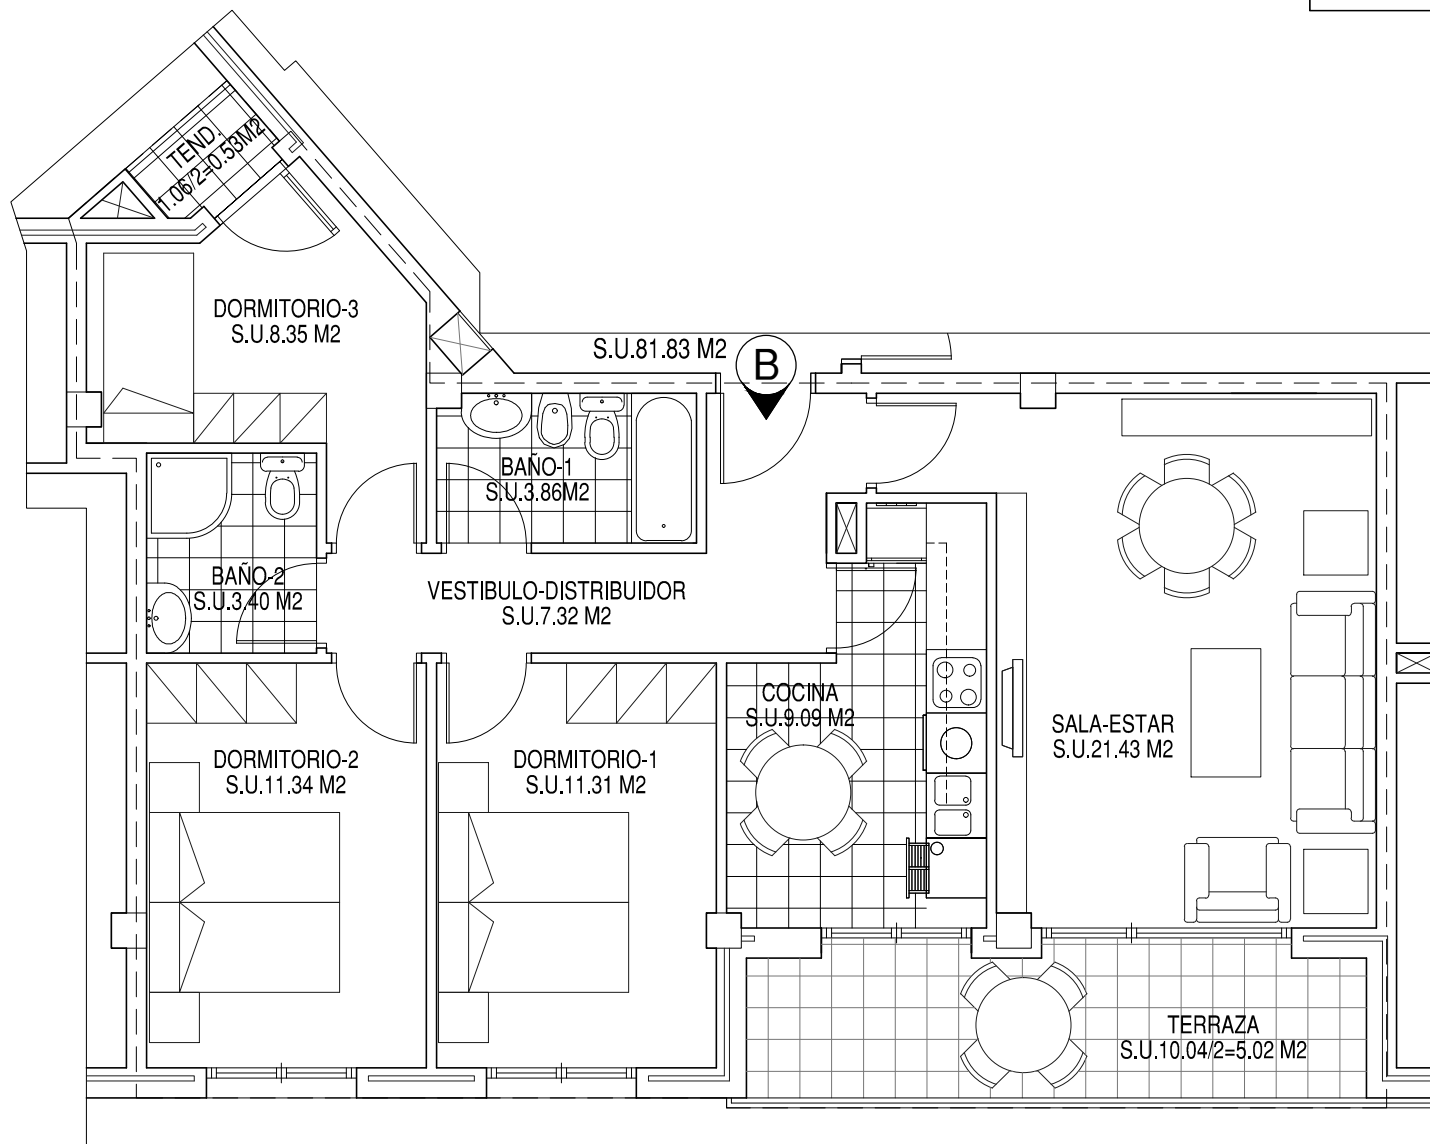 TEND.
1.06/2=0.53M2
DORMITORIO-3
S.U.8.35 M2
S.U.81.83 M2
B
BAÑO-1
S.U.3.86M2
BAÑO-2
S.U.3.40 M2
VESTIBULO-DISTRIBUIDOR
S.U.7.32 M2
COCINA
S.U.9.09 M2
SALA-ESTAR
S.U.21.43 M2
DORMITORIO-2
S.U.11.34 M2
DORMITORIO-1
S.U.11.31 M2
TERRAZA
S.U.10.04/2=5.02 M2